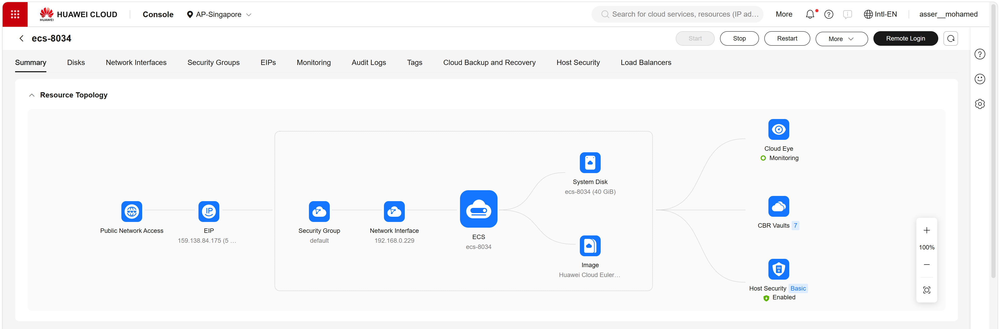 HUAWEI
HUAWEI CLOUD
Console
AP-Singapore
Search for cloud services, resources (IP ad...
More
Intl-EN
asser__mohamed
ecs-8034
Start
Stop
Restart
More
Remote Login
Summary
Disks
Network Interfaces
Security Groups
EIPs
Monitoring
Audit Logs
Tags
Cloud Backup and Recovery
Host Security
Load Balancers
Resource Topology
www
Public Network Access
IP
EIP
159.138.84.175 (5 ...
Security Group
default
Network Interface
192.168.0.229
ECS
ecs-8034
System Disk
ecs-8034 (40 GiB)
Image
Huawei Cloud Euler...
Cloud Eye
Monitoring
CBR Vaults 7
Host Security Basic
Enabled
100%